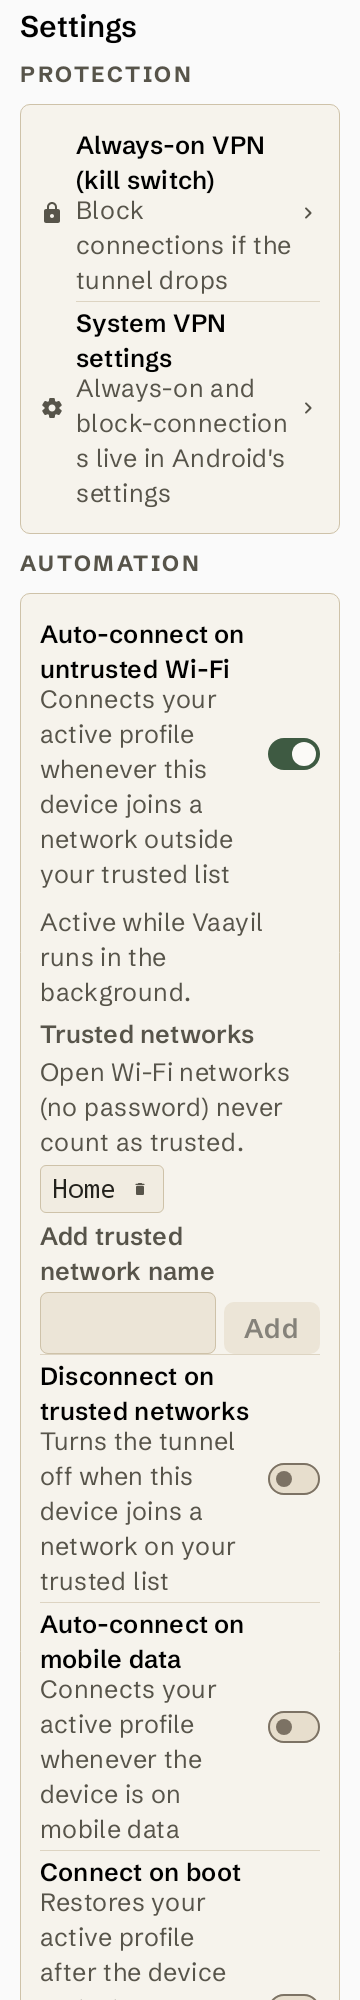 Settings
PROTECTION
Always-on VPN
(kill switch)
Block
connections if the
tunnel drops
System VPN
settings
Always-on and
block-connection
s live in Android's
settings
AUTOMATION
Auto-connect on
untrusted Wi-Fi
Connects your
active profile
whenever this
device joins a
network outside
your trusted list
Active while Vaayil
runs in the
background.
Trusted networks
Open Wi-Fi networks
(no password) never
count as trusted.
Home
Add trusted
network name
Add
Disconnect on
trusted networks
Turns the tunnel
off when this
device joins a
network on your
trusted list
Auto-connect on
mobile data
Connects your
active profile
whenever the
device is on
mobile data
Connect on boot
Restores your
active profile
after the device